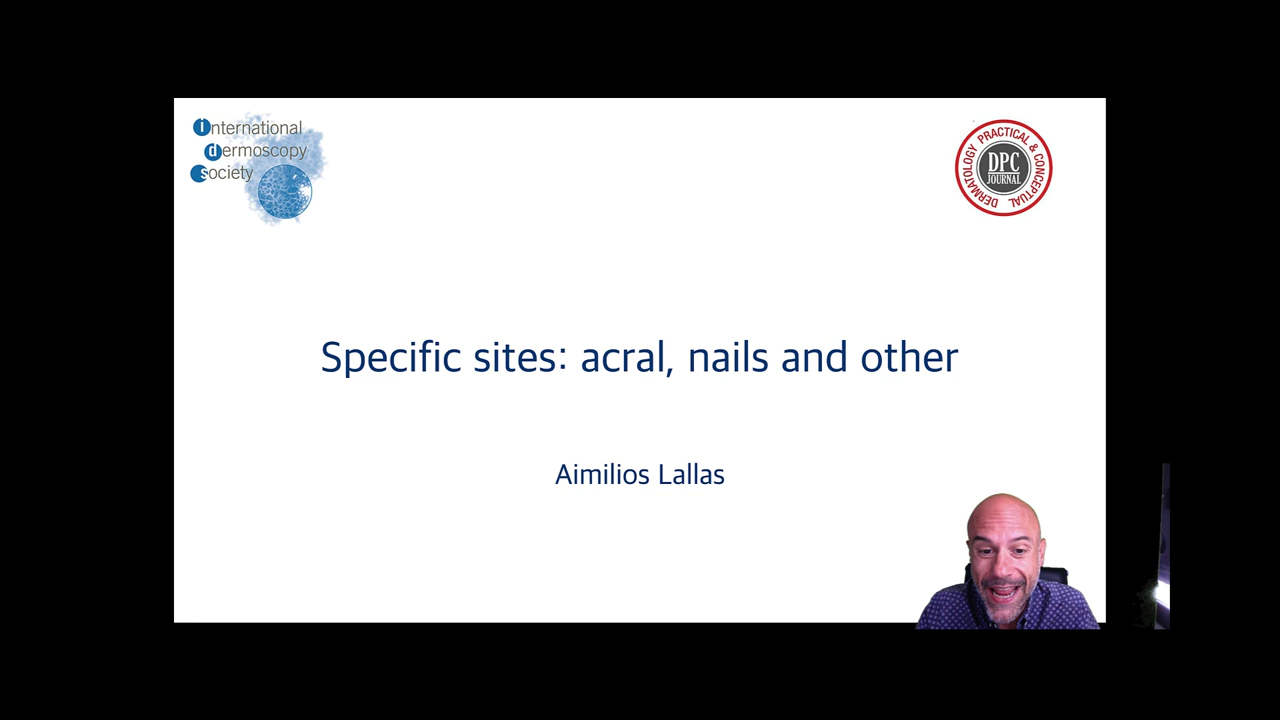 international
dermoscopy
society
DERMATOLOGY PRACTICAL & CONCEPTUAL
DPC
JOURNAL
Specific sites: acral, nails and other
Aimilios Lallas